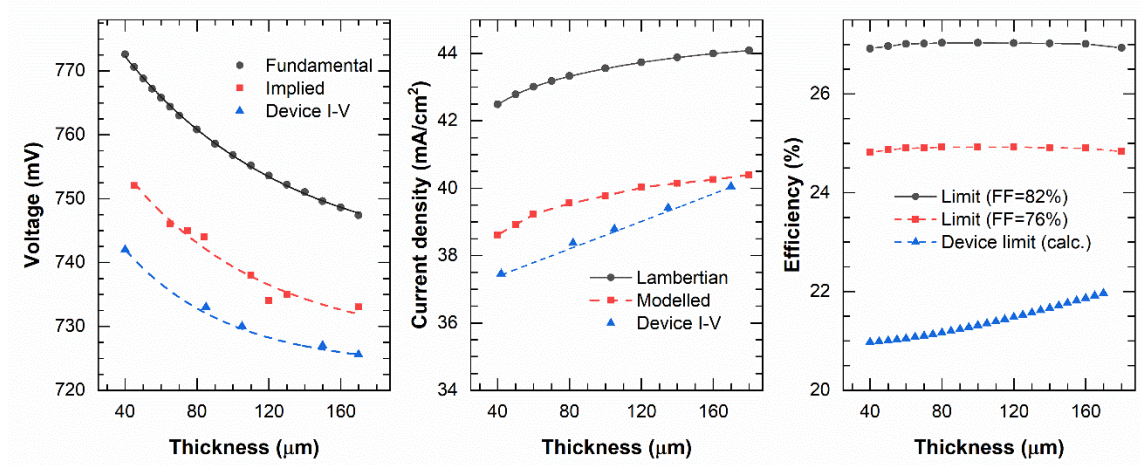 Voltage (mV)
770
760
750
740
730
720
Fundamental
Implied
Device I-V
40
80
120
160
Thickness (μm)
Current density (mA/cm²)
44
42
40
38
36
34
Lambertian
Modelled
Device I-V
40
80
120
160
Thickness (μm)
Efficiency (%)
26
24
22
20
Limit (FF=82%)
Limit (FF=76%)
Device limit (calc.)
40
80
120
160
Thickness (μm)